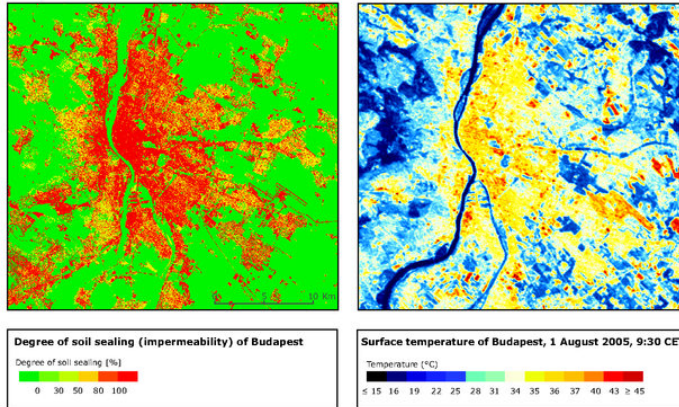 0 5 10 Km
Degree of soil sealing (impermeability) of Budapest
Degree of soil sealing [%]
0 30 50 80 100
Surface temperature of Budapest, 1 August 2005, 9:30 CET
Temperature (°C)
≤ 15 16 19 22 25 28 31 34 35 36 37 40 43 ≥ 45